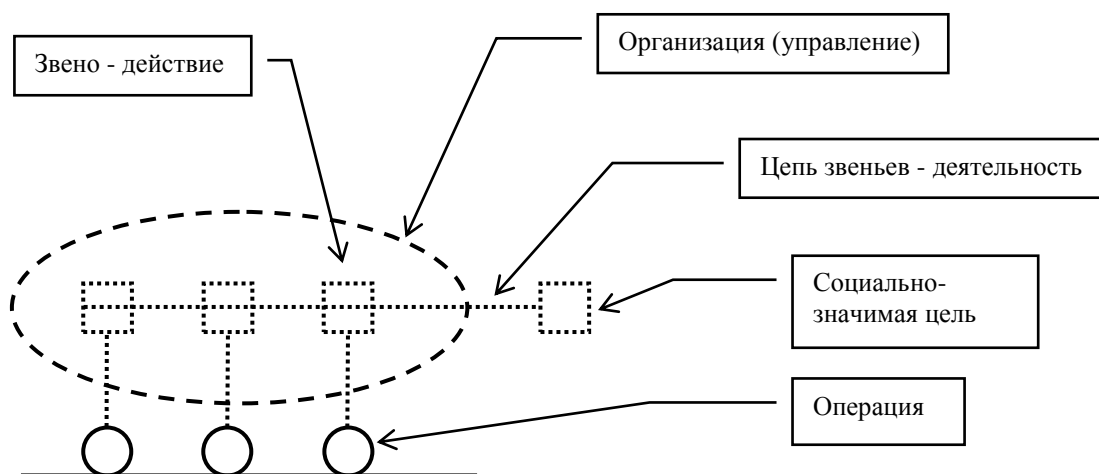 Организация (управление)
Звено - действие
Цепь звеньев - деятельность
Социально-
значимая цель
Операция